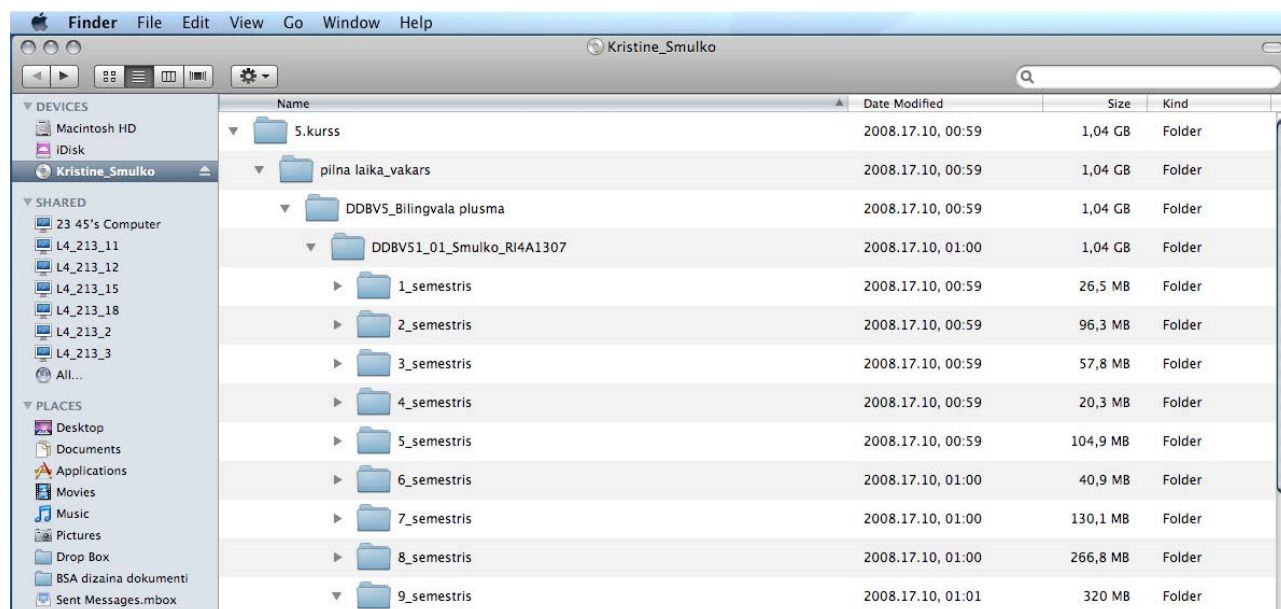 Finder File Edit View Go Window Help
Kristine_Smulko
Name Date Modified Size Kind
DEVICES
Macintosh HD
iDisk
Kristine_Smulko
SHARED
23 45's Computer
L4_213_11
L4_213_12
L4_213_15
L4_213_18
L4_213_2
L4_213_3
All...
PLACES
Desktop
Documents
Applications
Movies
Music
Pictures
Drop Box
BSA dizaina dokumenti
Sent Messages.mbox
5.kurss 2008.17.10, 00:59 1,04 GB Folder
pilna laika_vakars 2008.17.10, 00:59 1,04 GB Folder
DDBV5_Bilingvala plusma 2008.17.10, 00:59 1,04 GB Folder
DDBV51_01_Smulko_RI4A1307 2008.17.10, 01:00 1,04 GB Folder
1_semestris 2008.17.10, 00:59 26,5 MB Folder
2_semestris 2008.17.10, 00:59 96,3 MB Folder
3_semestris 2008.17.10, 00:59 57,8 MB Folder
4_semestris 2008.17.10, 00:59 20,3 MB Folder
5_semestris 2008.17.10, 00:59 104,9 MB Folder
6_semestris 2008.17.10, 01:00 40,9 MB Folder
7_semestris 2008.17.10, 01:00 130,1 MB Folder
8_semestris 2008.17.10, 01:00 266,8 MB Folder
9_semestris 2008.17.10, 01:01 320 MB Folder